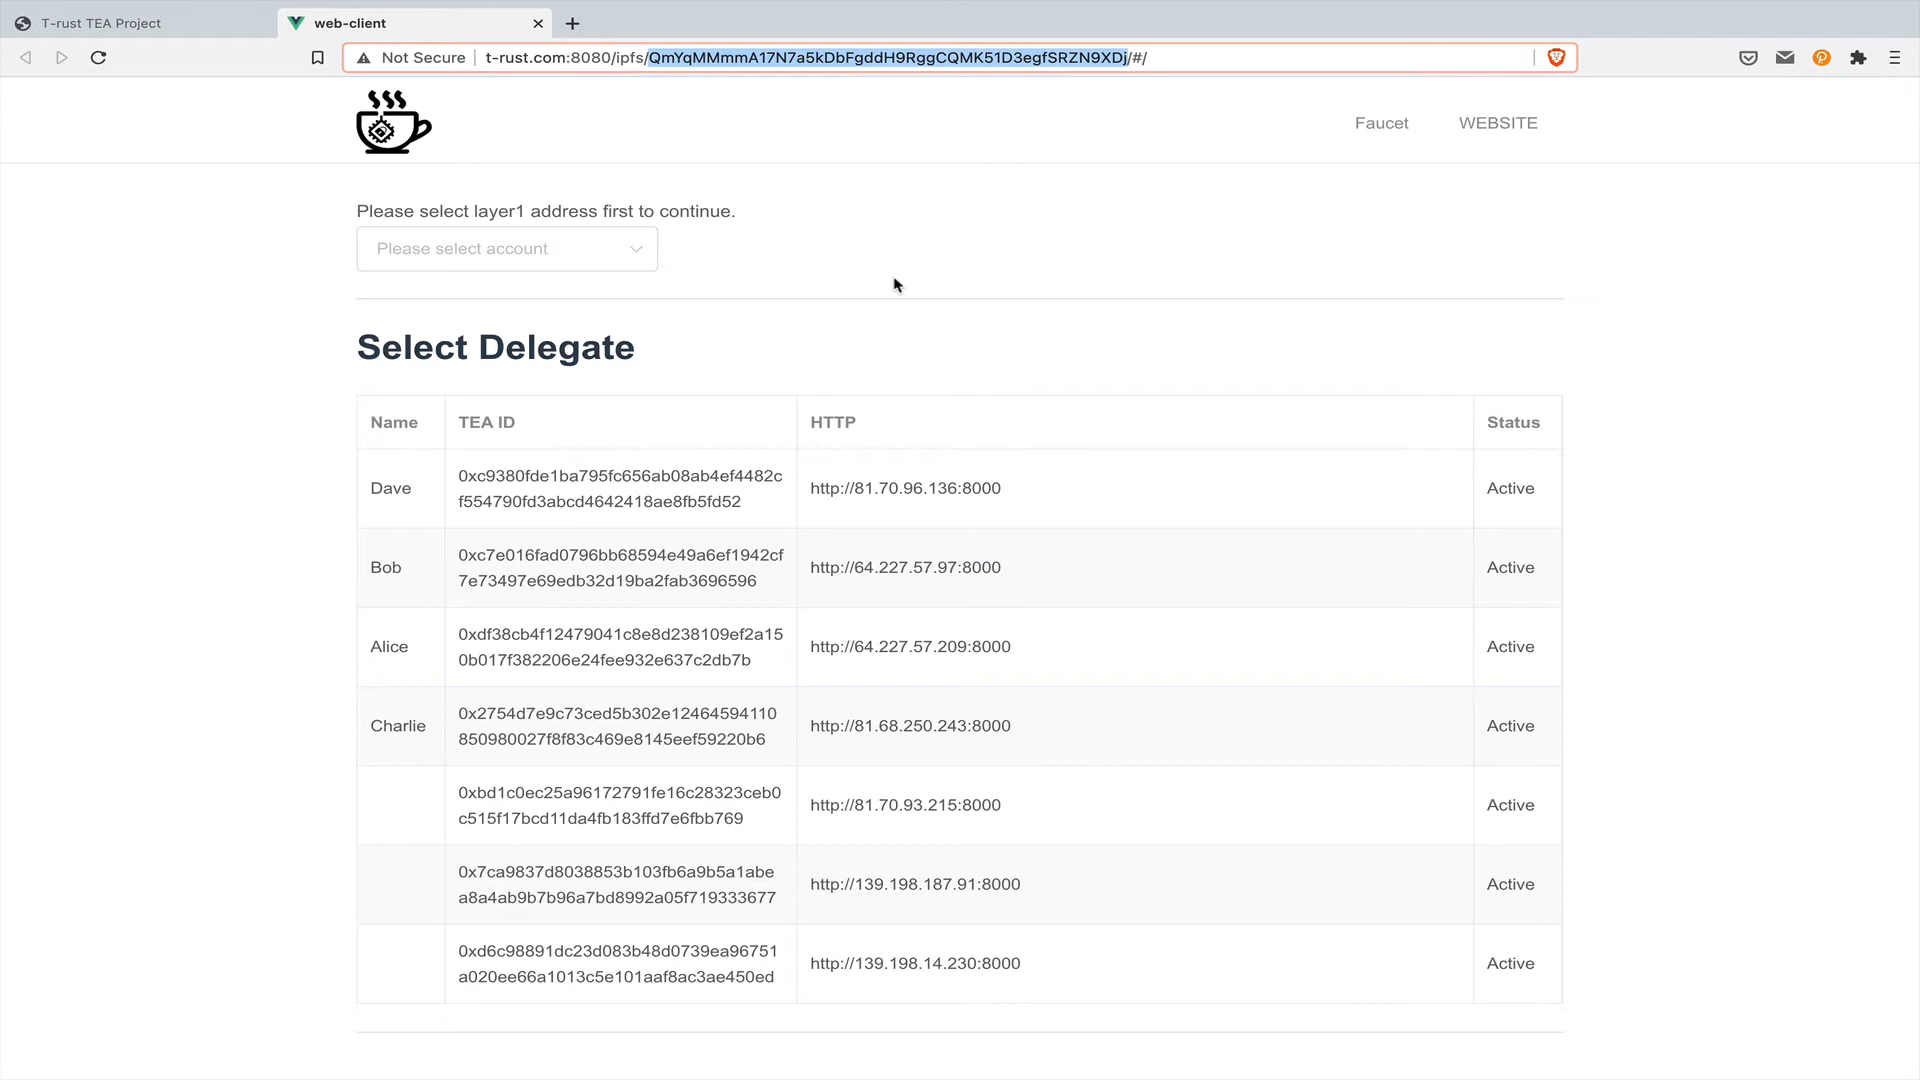 T-rust TEA Project
web-client
Not Secure
t-rust.com:8080/ipfs/QmYqMMmmA17N7a5kDbFgddH9RggCQMK51D3egfSRZN9XDj/#/
Faucet
WEBSITE
Please select layer1 address first to continue.
Please select account
Select Delegate
Name
TEA ID
HTTP
Status
Dave
0xc9380fde1ba795fc656ab08ab4ef4482c
f554790fd3abcd4642418ae8fb5fd52
http://81.70.96.136:8000
Active
Bob
0xc7e016fad0796bb68594e49a6ef1942cf
7e73497e69edb32d19ba2fab3696596
http://64.227.57.97:8000
Active
Alice
0xdf38cb4f12479041c8e8d238109ef2a15
0b017f382206e24fee932e637c2db7b
http://64.227.57.209:8000
Active
Charlie
0x2754d7e9c73ced5b302e12464594110
850980027f8f83c469e8145eef59220b6
http://81.68.250.243:8000
Active
0xbd1c0ec25a96172791fe16c28323ceb0
c515f17bcd11da4fb183ffd7e6fbb769
http://81.70.93.215:8000
Active
0x7ca9837d8038853b103fb6a9b5a1abe
a8a4ab9b7b96a7bd8992a05f719333677
http://139.198.187.91:8000
Active
0xd6c98891dc23d083b48d0739ea96751
a020ee66a1013c5e101aaf8ac3ae450ed
http://139.198.14.230:8000
Active